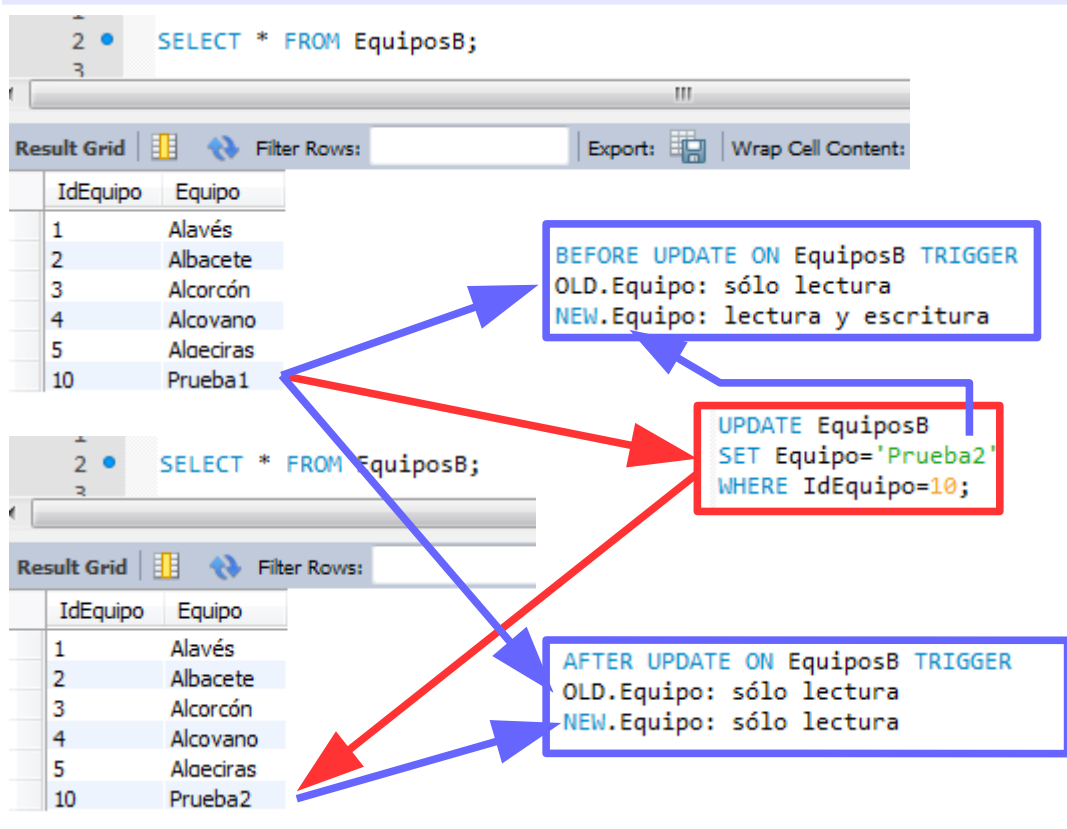 2 SELECT * FROM EquiposB;
3
Result Grid Filter Rows: Export: Wrap Cell Content:
IdEquipo Equipo
1 Alavés
2 Albacete
3 Alcorcón
4 Alcovano
5 Algeciras
10 Prueba1
BEFORE UPDATE ON EquiposB TRIGGER
OLD.Equipo: sólo lectura
NEW.Equipo: lectura y escritura
UPDATE EquiposB
SET Equipo='Prueba2'
WHERE IdEquipo=10;
2 SELECT * FROM EquiposB;
3
Result Grid Filter Rows:
IdEquipo Equipo
1 Alavés
2 Albacete
3 Alcorcón
4 Alcovano
5 Algeciras
10 Prueba2
AFTER UPDATE ON EquiposB TRIGGER
OLD.Equipo: sólo lectura
NEW.Equipo: sólo lectura